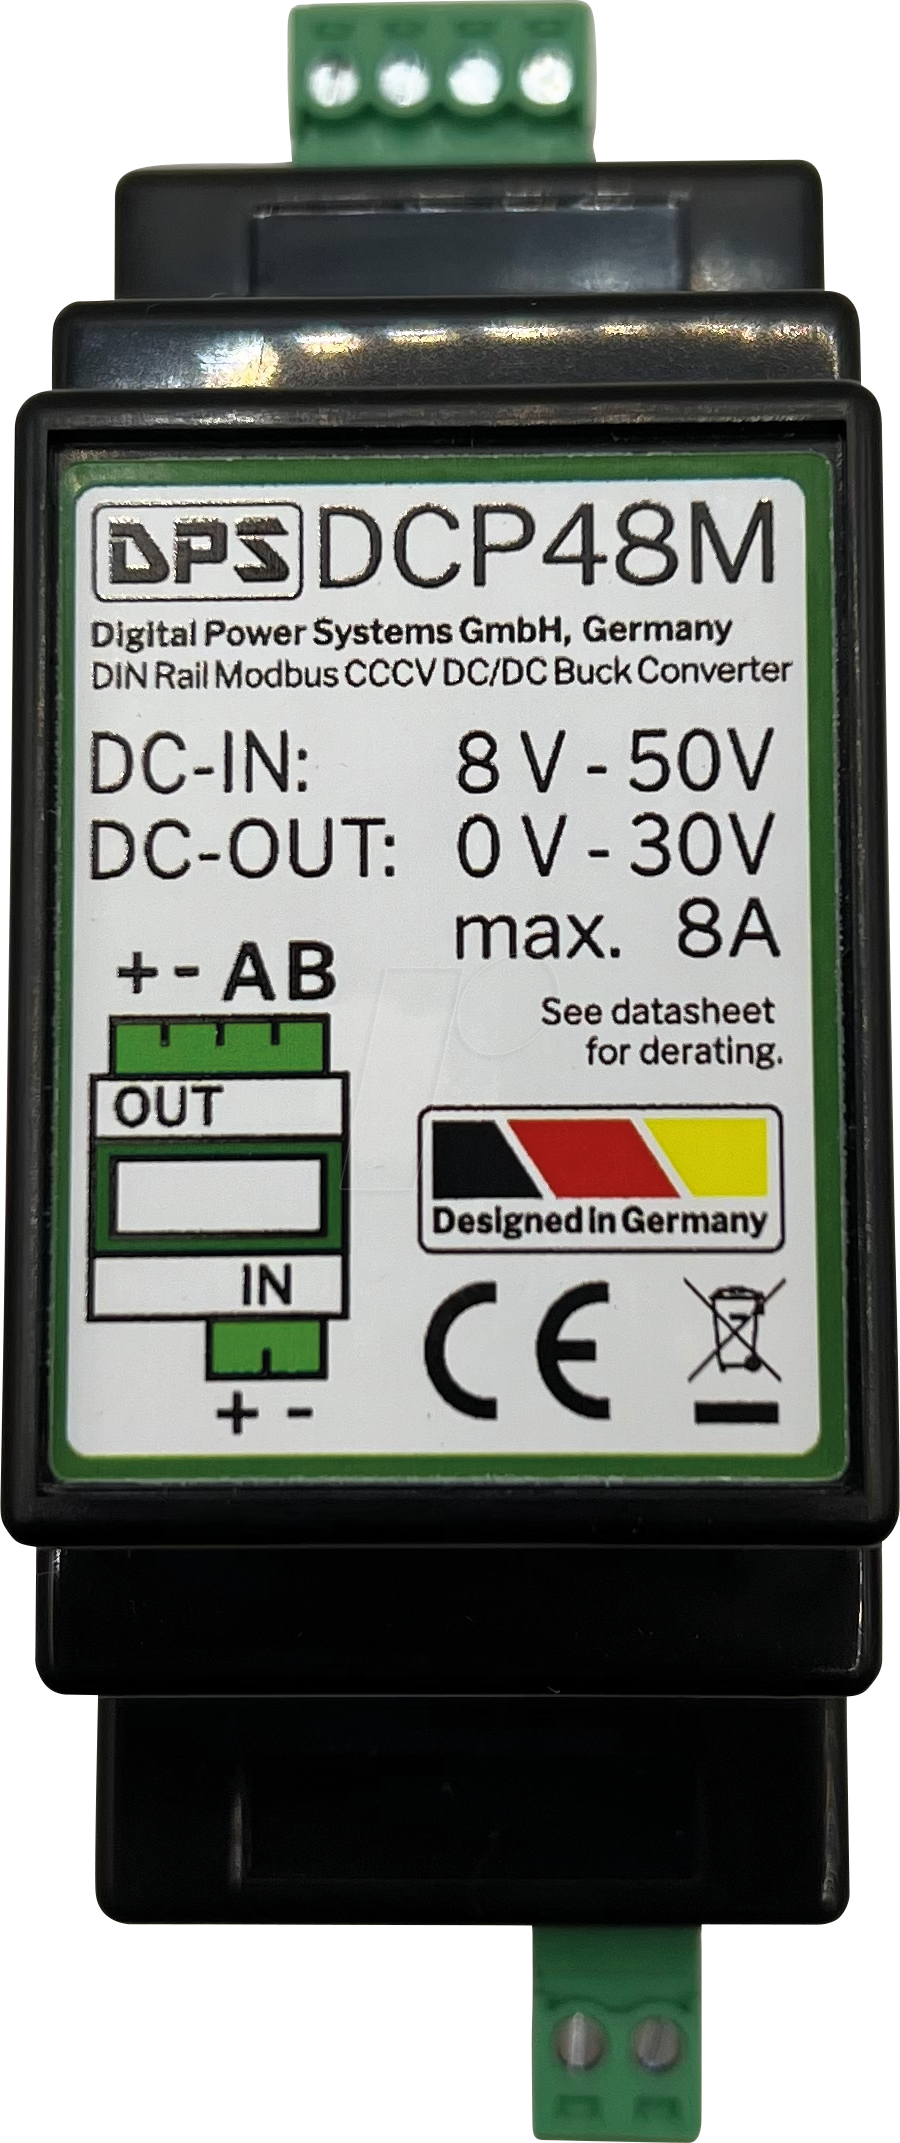 DPS DCP48M
Digital Power Systems GmbH, Germany
DIN Rail Modbus CCCV DC/DC Buck Converter
DC-IN: 8 V - 50V
DC-OUT: 0 V - 30V
max. 8A
+ - A B
See datasheet
for derating.
OUT
Designed in Germany
IN
CE
+ -